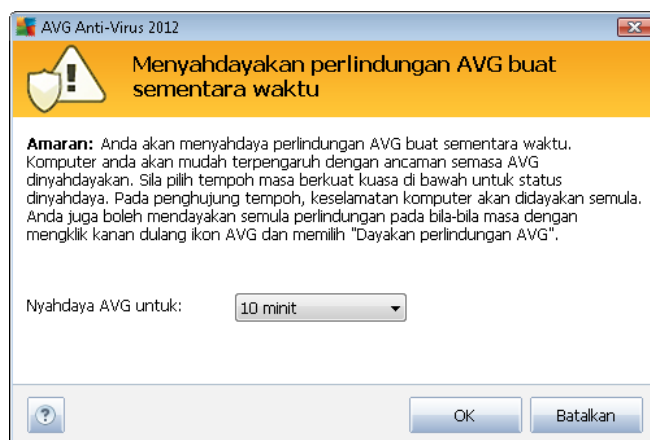 AVG Anti-Virus 2012
Menyahdayakan perlindungan AVG buat
sementara waktu
Amaran: Anda akan menyahdaya perlindungan AVG buat sementara waktu.
Komputer anda akan mudah terpengaruh dengan ancaman semasa AVG
dinyahdayakan. Sila pilih tempoh masa berkuat kuasa di bawah untuk status
dinyahdaya. Pada penghujung tempoh, keselamatan komputer akan didayakan semula.
Anda juga boleh mendayakan semula perlindungan pada bila-bila masa dengan
mengklik kanan dulang ikon AVG dan memilih "Dayakan perlindungan AVG".
Nyahdaya AVG untuk: 10 minit
? OK Batalkan